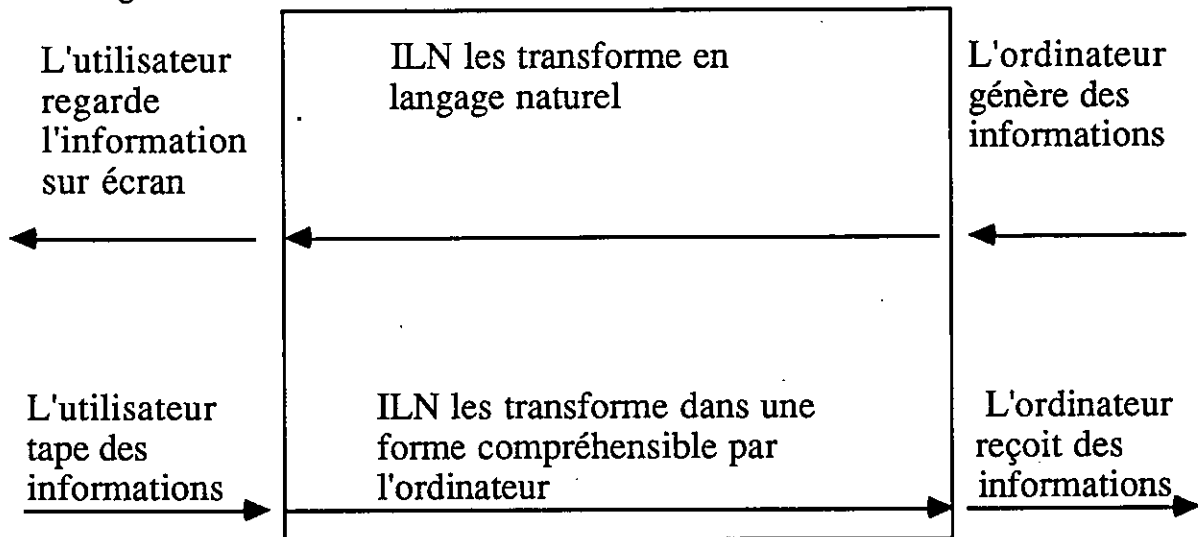 L'utilisateur
regarde
l'information
sur écran
ILN les transforme en
langage naturel
L'ordinateur
génère des
informations
L'utilisateur
tape des
informations
ILN les transforme dans une
forme compréhensible par
l'ordinateur
L'ordinateur
reçoit des
informations